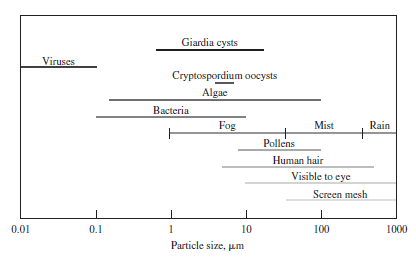 Giardia cysts
Viruses
Cryptospordium oocysts
Algae
Bacteria
Fog Mist Rain
Pollens
Human hair
Visible to eye
Screen mesh
0.01 0.1 1 10 100 1000
Particle size, μm